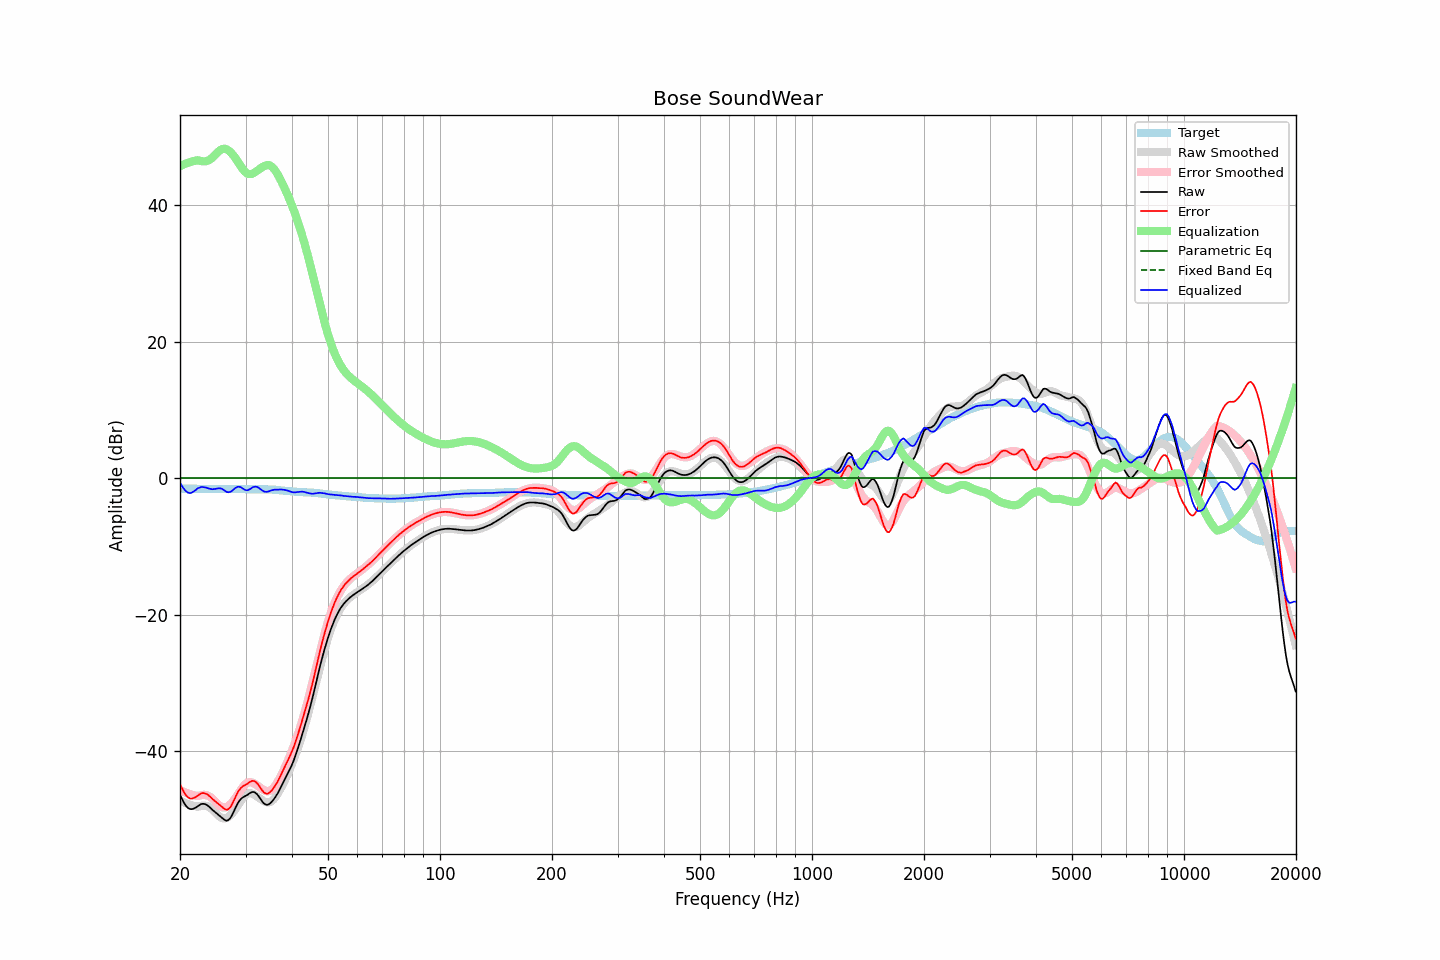 Bose SoundWear
Amplitude (dBr)
40
20
0
−20
−40
20
50
100
200
500
1000
2000
5000
10000
20000
Frequency (Hz)
Target
Raw Smoothed
Error Smoothed
Raw
Error
Equalization
Parametric Eq
Fixed Band Eq
Equalized